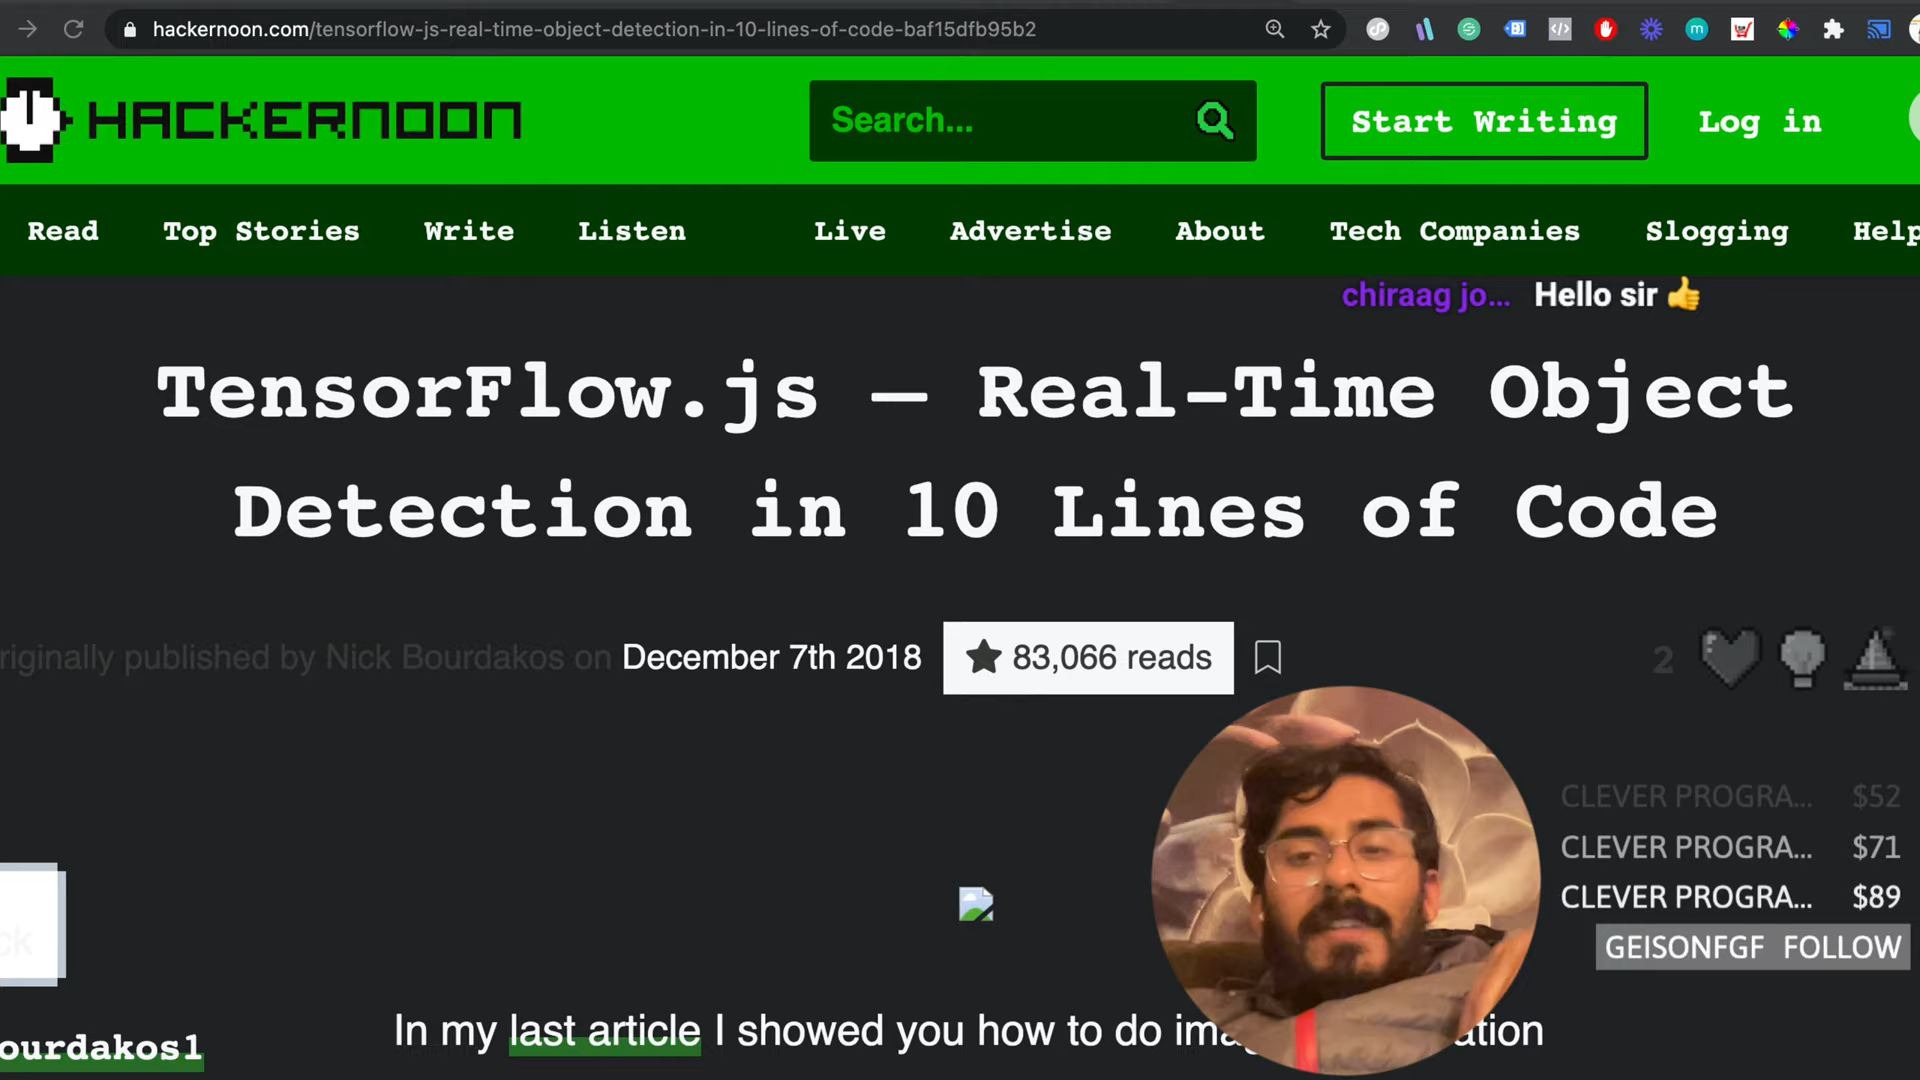 hackernoon.com/tensorflow-js-real-time-object-detection-in-10-lines-of-code-baf15dfb95b2
HACKERNOON
Search...
Start Writing
Log in
Read
Top Stories
Write
Listen
Live
Advertise
About
Tech Companies
Slogging
Help
chiraag jo... Hello sir 👍
TensorFlow.js — Real-Time Object
Detection in 10 Lines of Code
riginally published by Nick Bourdakos on December 7th 2018
83,066 reads
2
CLEVER PROGRA... $52
CLEVER PROGRA... $71
CLEVER PROGRA... $89
GEISONFGF FOLLOW
ck
In my last article I showed you how to do ima ation
ourdakos1